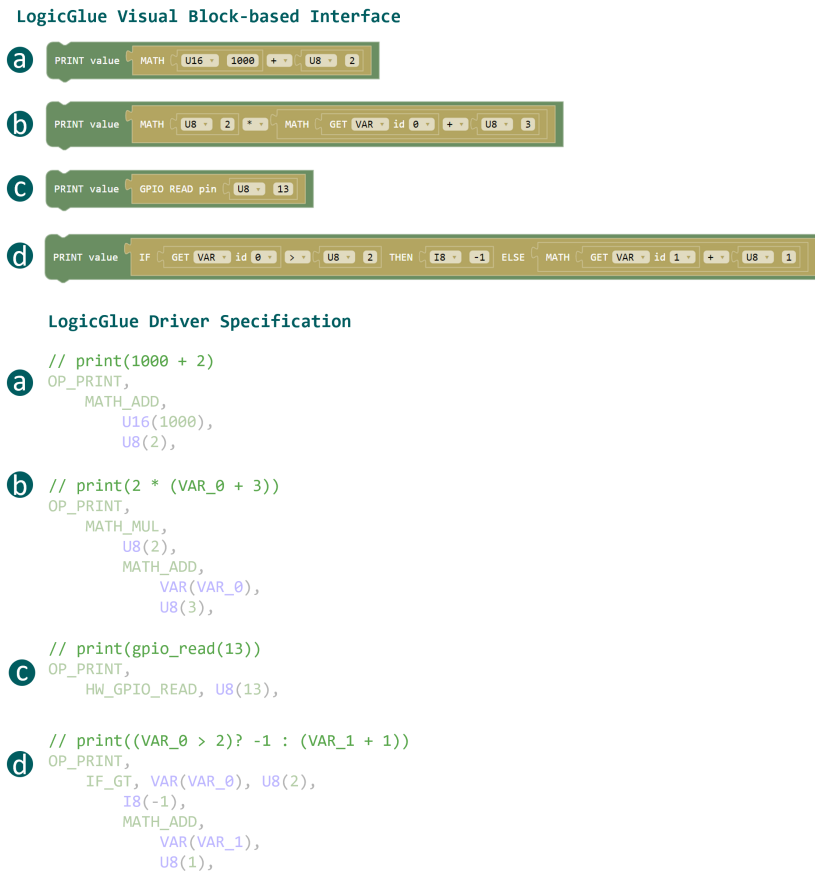 LogicGlue Visual Block-based Interface
a PRINT value MATH U16 1000 + U8 2
b PRINT value MATH U8 2 * MATH GET VAR id 0 + U8 3
c PRINT value GPIO READ pin U8 13
d PRINT value IF GET VAR id 0 > U8 2 THEN I8 -1 ELSE MATH GET VAR id 1 + U8 1
LogicGlue Driver Specification
// print(1000 + 2)
a OP_PRINT,
MATH_ADD,
U16(1000),
U8(2),
b // print(2 * (VAR_0 + 3))
OP_PRINT,
MATH_MUL,
U8(2),
MATH_ADD,
VAR(VAR_0),
U8(3),
// print(gpio_read(13))
c OP_PRINT,
HW_GPIO_READ, U8(13),
// print((VAR_0 > 2)? -1 : (VAR_1 + 1))
d OP_PRINT,
IF_GT, VAR(VAR_0), U8(2),
I8(-1),
MATH_ADD,
VAR(VAR_1),
U8(1),